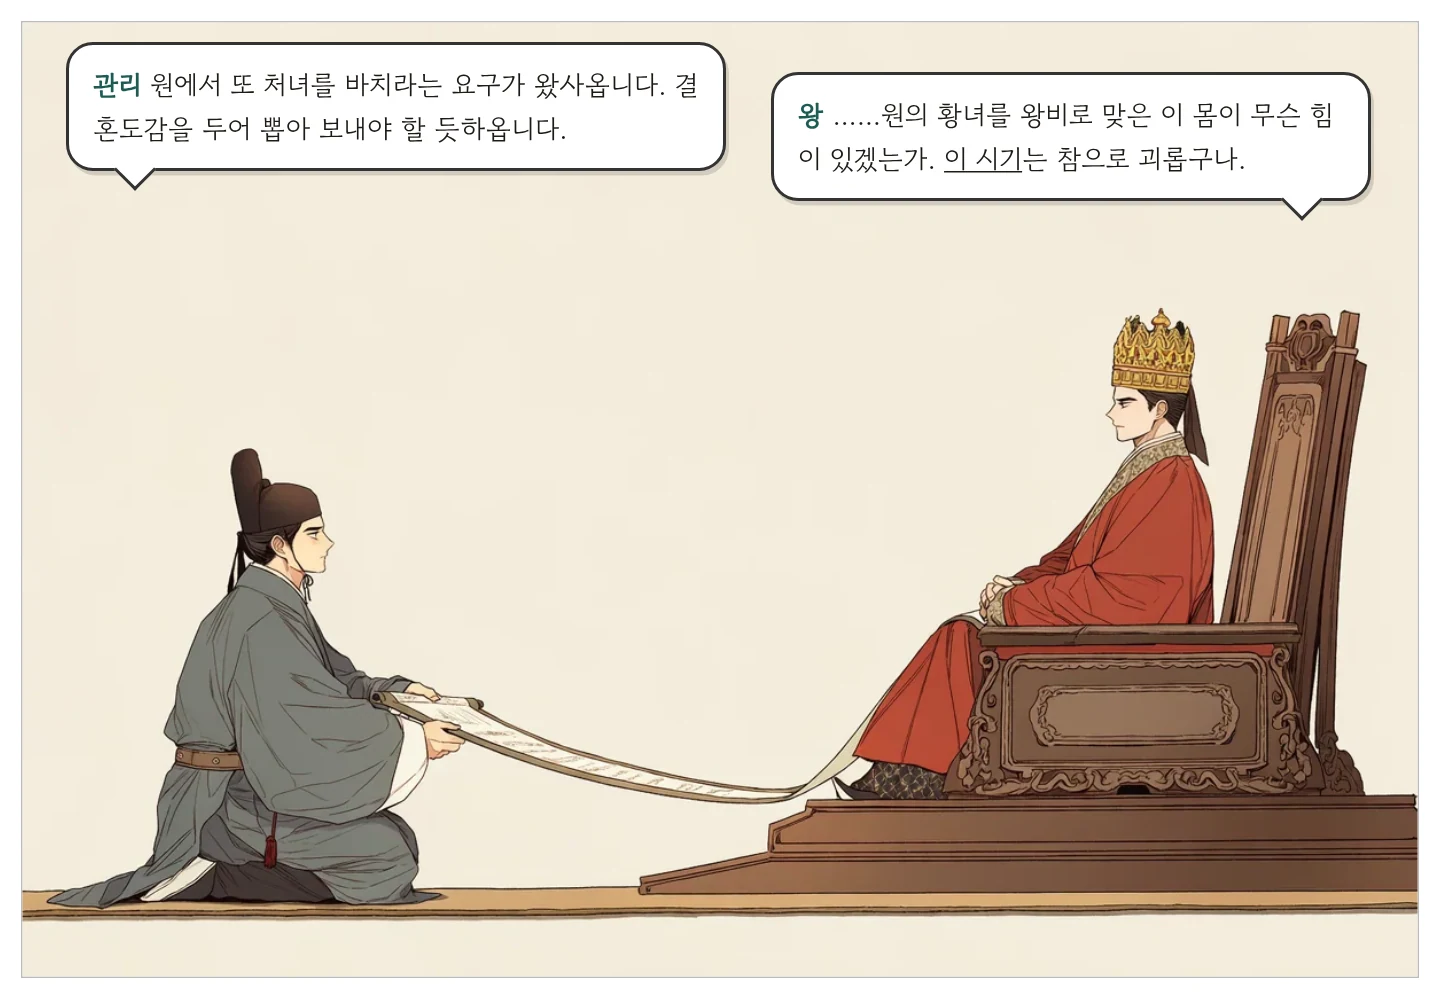 관리 원에서 또 처녀를 바치라는 요구가 왔사옵니다. 결
혼도감을 두어 뽑아 보내야 할 듯하옵니다.
왕 ……원의 황녀를 왕비로 맞은 이 몸이 무슨 힘
이 있겠는가. 이 시기는 참으로 괴롭구나.